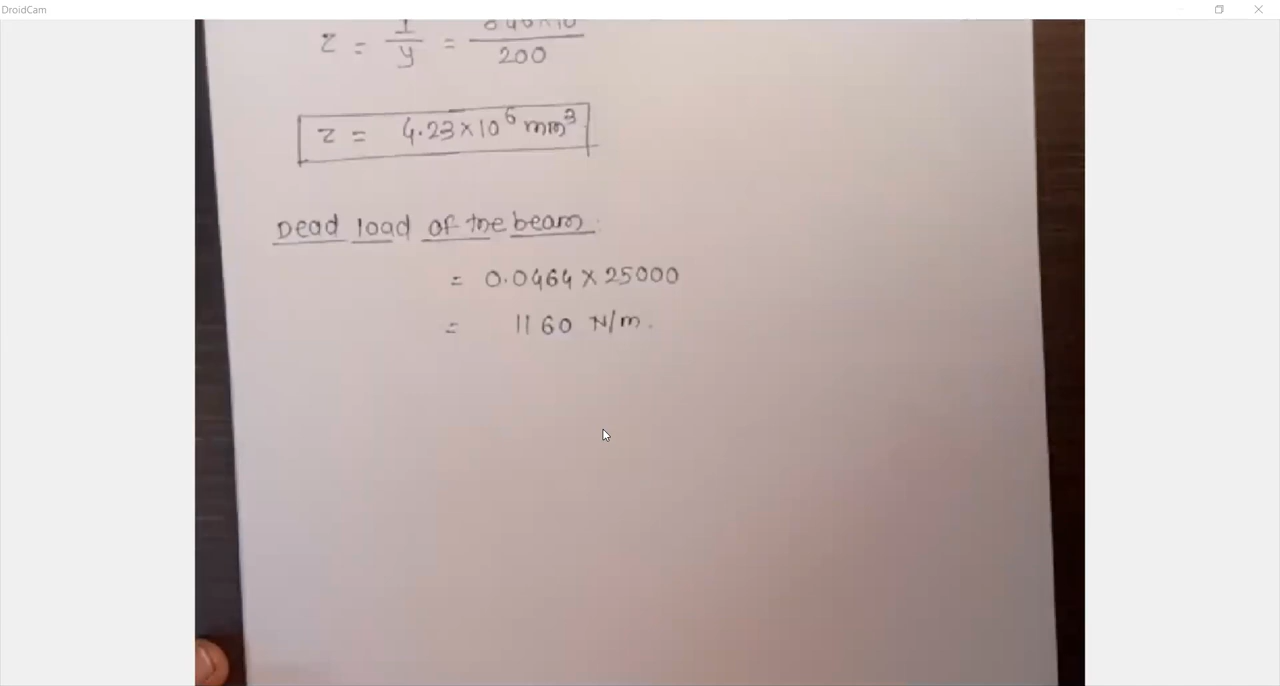 DroidCam
z = I/y = /200
z = 4.23×10⁶ mm³
Dead load of the beam.
= 0.0464 × 25000
= 1160 N/m.